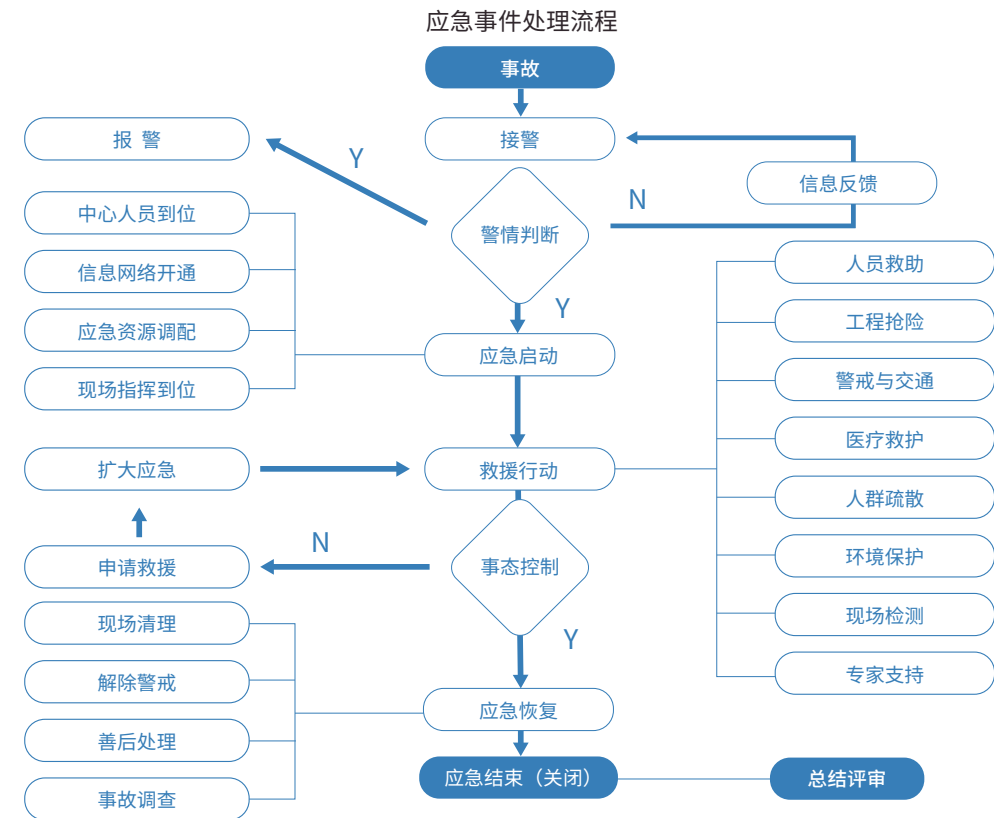 应急事件处理流程
事故
报 警
接警
Y
信息反馈
N
中心人员到位
警情判断
信息网络开通
人员救助
Y
应急资源调配
工程抢险
应急启动
现场指挥到位
警戒与交通
医疗救护
扩大应急
救援行动
人群疏散
N
申请救援
事态控制
环境保护
现场清理
现场检测
Y
解除警戒
专家支持
应急恢复
善后处理
应急结束（关闭）
总结评审
事故调查